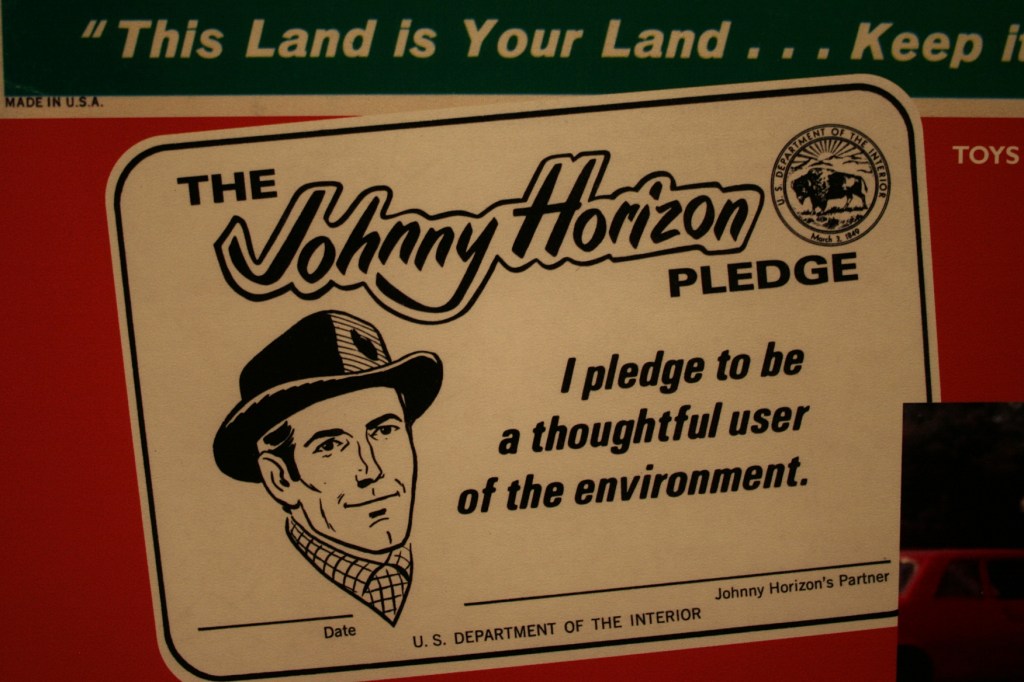 "This Land is Your Land . . . Keep it
MADE IN U.S.A.
TOYS
THE
Johnny Horizon
PLEDGE
U. S. DEPARTMENT OF THE INTERIOR
March 3, 1849
I pledge to be
a thoughtful user
of the environment.
Johnny Horizon's Partner
Date
U. S. DEPARTMENT OF THE INTERIOR